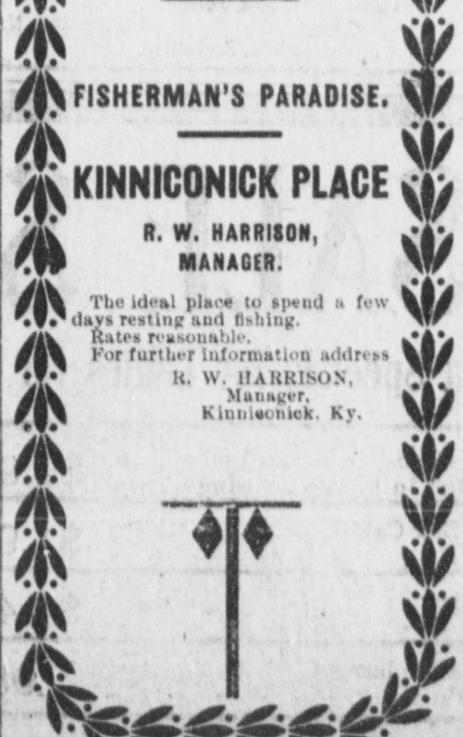 FISHERMAN'S PARADISE.
KINNICONICK PLACE
R. W. HARRISON,
MANAGER.
The ideal place to spend a few
days resting and fishing.
Rates reasonable.
For further information address
R. W. HARRISON,
Manager,
Kinnisonick. Ky.